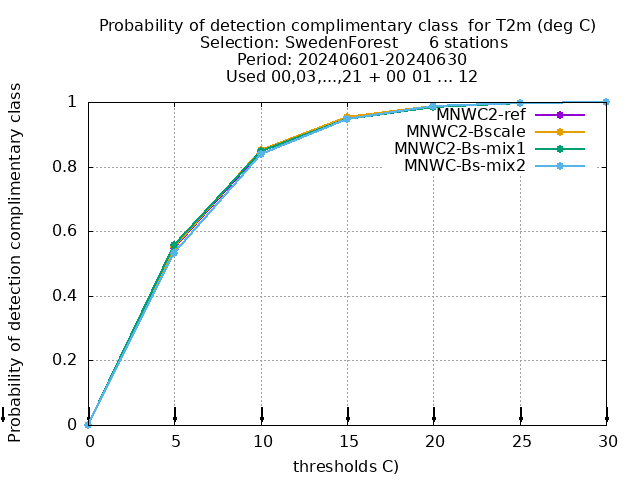 Probability of detection complimentary class  for T2m (deg C)
Selection: SwedenForest      6 stations
Period: 20240601-20240630
Used 00,03,...,21 + 00 01 ... 12
Probability of detection complimentary class
1
0.8
0.6
0.4
0.2
0
MNWC2-ref
MNWC2-Bscale
MNWC2-Bs-mix1
MNWC-Bs-mix2
0 5 10 15 20 25 30
thresholds C)